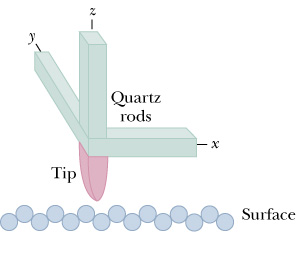 z
y
Quartz
rods
x
Tip
Surface